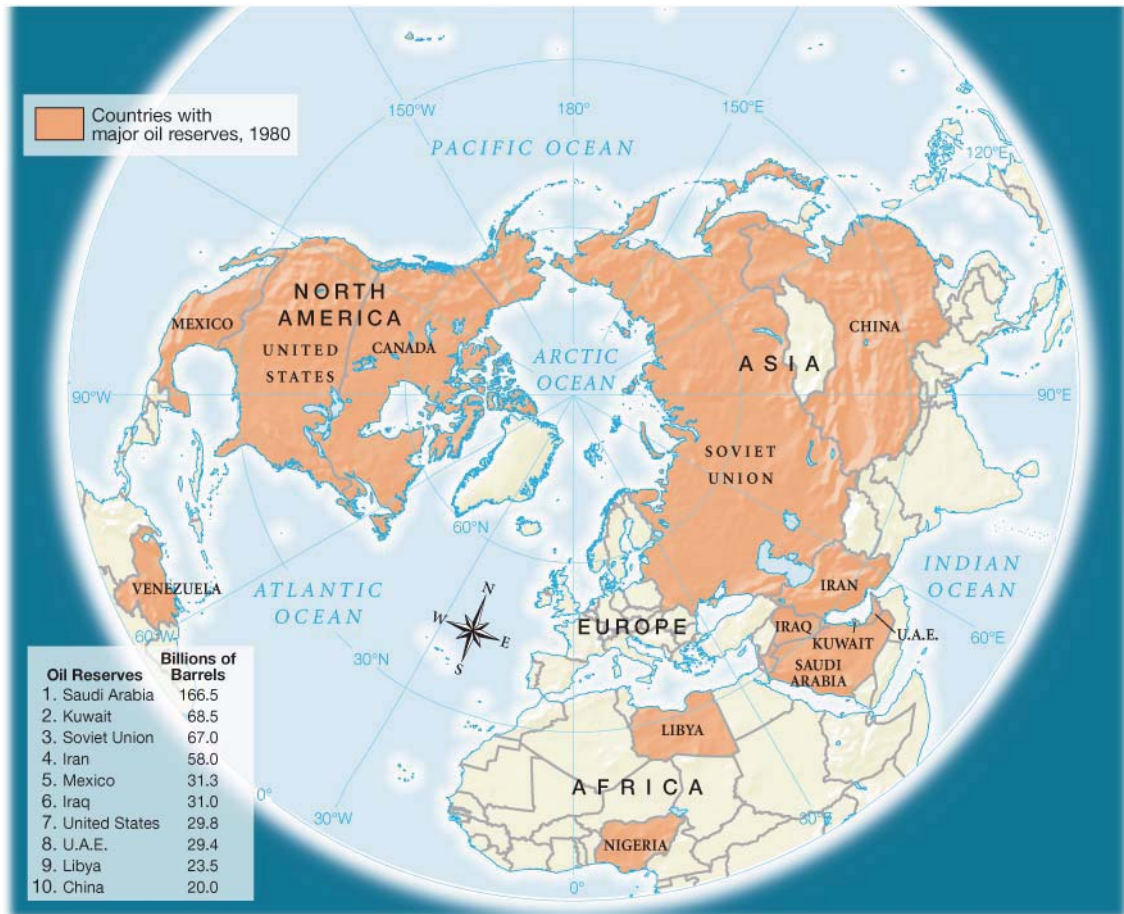 Countries with
major oil reserves, 1980
150°W
180°
150°E
120°E
PACIFIC OCEAN
NORTH
AMERICA
MEXICO
UNITED
STATES
CANADA
ARCTIC
OCEAN
ASIA
CHINA
90°W
90°E
SOVIET
UNION
60°N
VENEZUELA
ATLANTIC
OCEAN
60°W
30°N
N
W
E
S
EUROPE
IRAN
IRAQ
KUWAIT
U.A.E.
SAUDI
ARABIA
INDIAN
OCEAN
60°E
LIBYA
AFRICA
NIGERIA
0°
30°W
0°
30°E
Oil Reserves Billions of Barrels
1. Saudi Arabia 166.5
2. Kuwait 68.5
3. Soviet Union 67.0
4. Iran 58.0
5. Mexico 31.3
6. Iraq 31.0
7. United States 29.8
8. U.A.E. 29.4
9. Libya 23.5
10. China 20.0